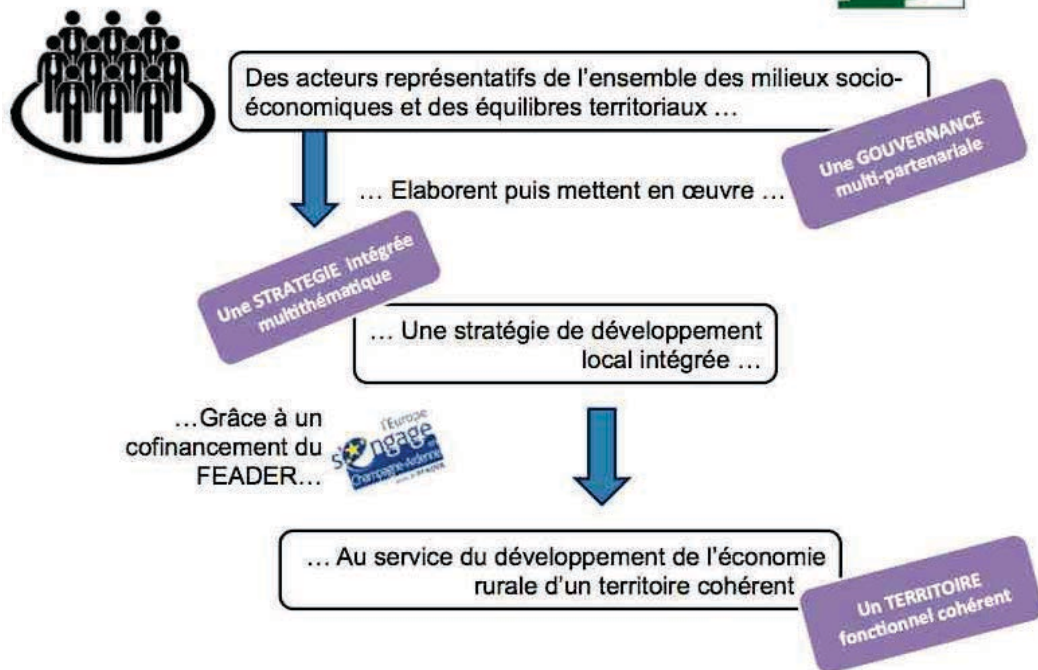 Des acteurs représentatifs de l'ensemble des milieux socio-
économiques et des équilibres territoriaux …
Une GOUVERNANCE
multi-partenariale
… Elaborent puis mettent en œuvre …
Une STRATEGIE intégrée
multithématique
… Une stratégie de développement
local intégrée …
…Grâce à un
cofinancement du
FEADER…
l'Europe
s'engage
en
Champagne-Ardenne
… Au service du développement de l'économie
rurale d'un territoire cohérent
Un TERRITOIRE
fonctionnel cohérent